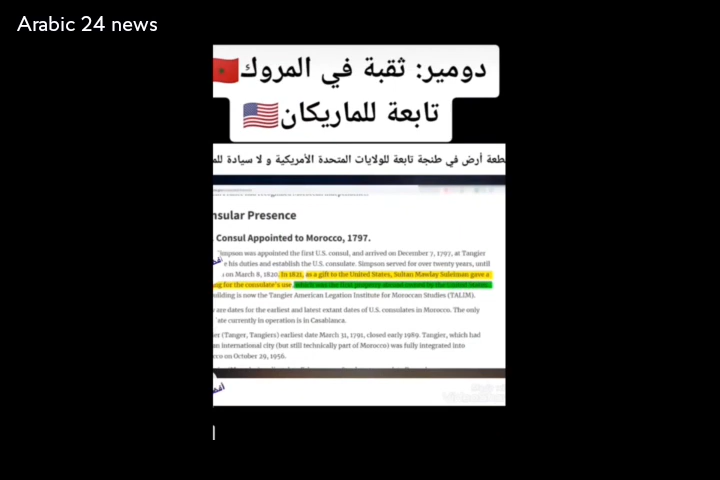 Arabic 24 news
دومير: ثقبة في المروك
تابعة للماريكان
طعة أرض في طنجة تابعة للولايات المتحدة الأمريكية و لا سيادة
nsular Presence
Consul Appointed to Morocco, 1797.
impson was appointed the first U.S. consul, and arrived on December 7, 1797, at Tangier
e his duties and establish the U.S. consulate. Simpson served for over twenty years, until
on March 8, 1820. In 1821, as a gift to the United States, Sultan Mawlay Suleiman gave a
ng for the consulate's use, which was the first property abroad owned by the United States.
uilding is now the Tangier American Legation Institute for Moroccan Studies (TALIM).
are dates for the earliest and latest extant dates of U.S. consulates in Morocco. The only
ate currently in operation is in Casablanca.
er (Tanger, Tangiers) earliest date March 31, 1791, closed early 1989. Tangier, which had
an international city (but still technically part of Morocco) was fully integrated into
cco on October 29, 1956.